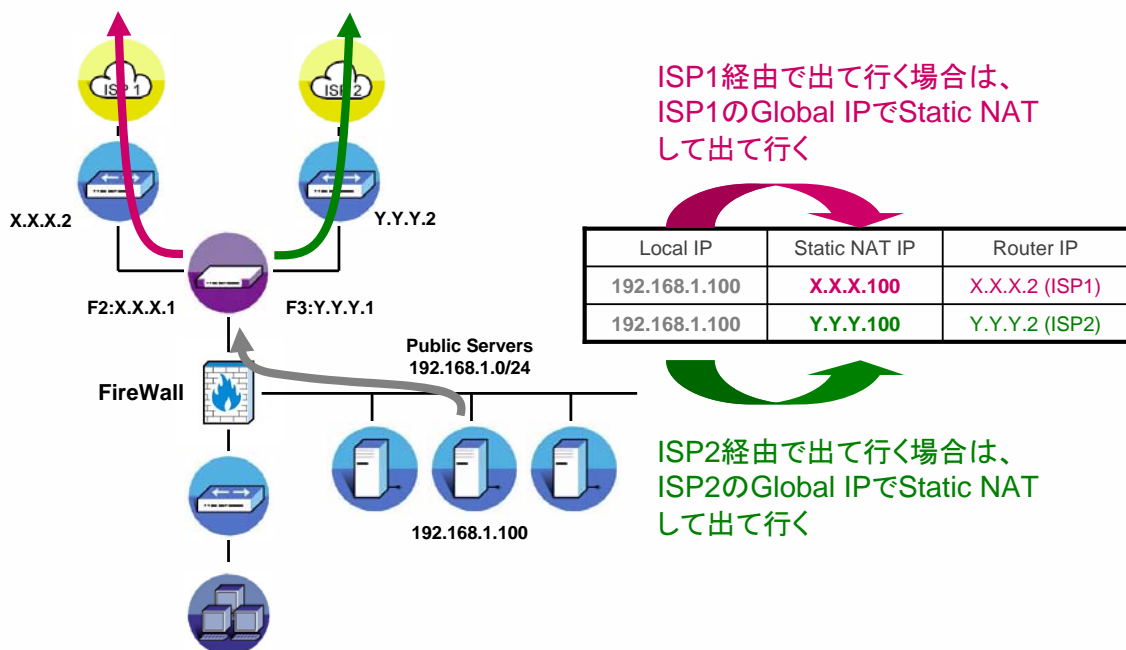 ISP 1
ISP 2
X.X.X.2
Y.Y.Y.2
F2:X.X.X.1
F3:Y.Y.Y.1
Public Servers
192.168.1.0/24
FireWall
192.168.1.100
ISP1経由で出て行く場合は、
ISP1のGlobal IPでStatic NAT
して出て行く
Local IP Static NAT IP Router IP
192.168.1.100 X.X.X.100 X.X.X.2 (ISP1)
192.168.1.100 Y.Y.Y.100 Y.Y.Y.2 (ISP2)
ISP2経由で出て行く場合は、
ISP2のGlobal IPでStatic NAT
して出て行く